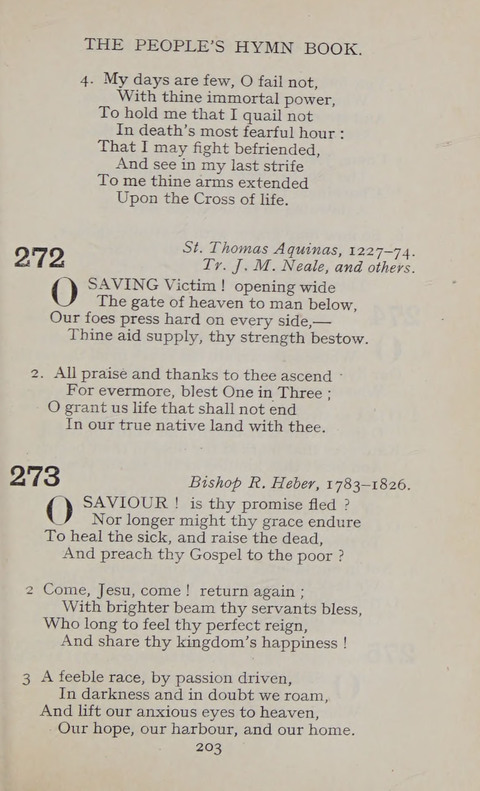 THE PEOPLE'S HYMN BOOK.
4. My days are few, O fail not,
With thine immortal power,
To hold me that I quail not
In death's most fearful hour :
That I may fight befriended,
And see in my last strife
To me thine arms extended
Upon the Cross of life.
272
St. Thomas Aquinas, 1227–74.
Tr. J. M. Neale, and others.
O SAVING Victim ! opening wide
The gate of heaven to man below,
Our foes press hard on every side,—
Thine aid supply, thy strength bestow.
2. All praise and thanks to thee ascend
For evermore, blest One in Three ;
O grant us life that shall not end
In our true native land with thee.
273
Bishop R. Heber, 1783–1826.
O SAVIOUR ! is thy promise fled ?
Nor longer might thy grace endure
To heal the sick, and raise the dead,
And preach thy Gospel to the poor ?
2 Come, Jesu, come ! return again ;
With brighter beam thy servants bless,
Who long to feel thy perfect reign,
And share thy kingdom's happiness !
3 A feeble race, by passion driven,
In darkness and in doubt we roam,
And lift our anxious eyes to heaven,
Our hope, our harbour, and our home.
203